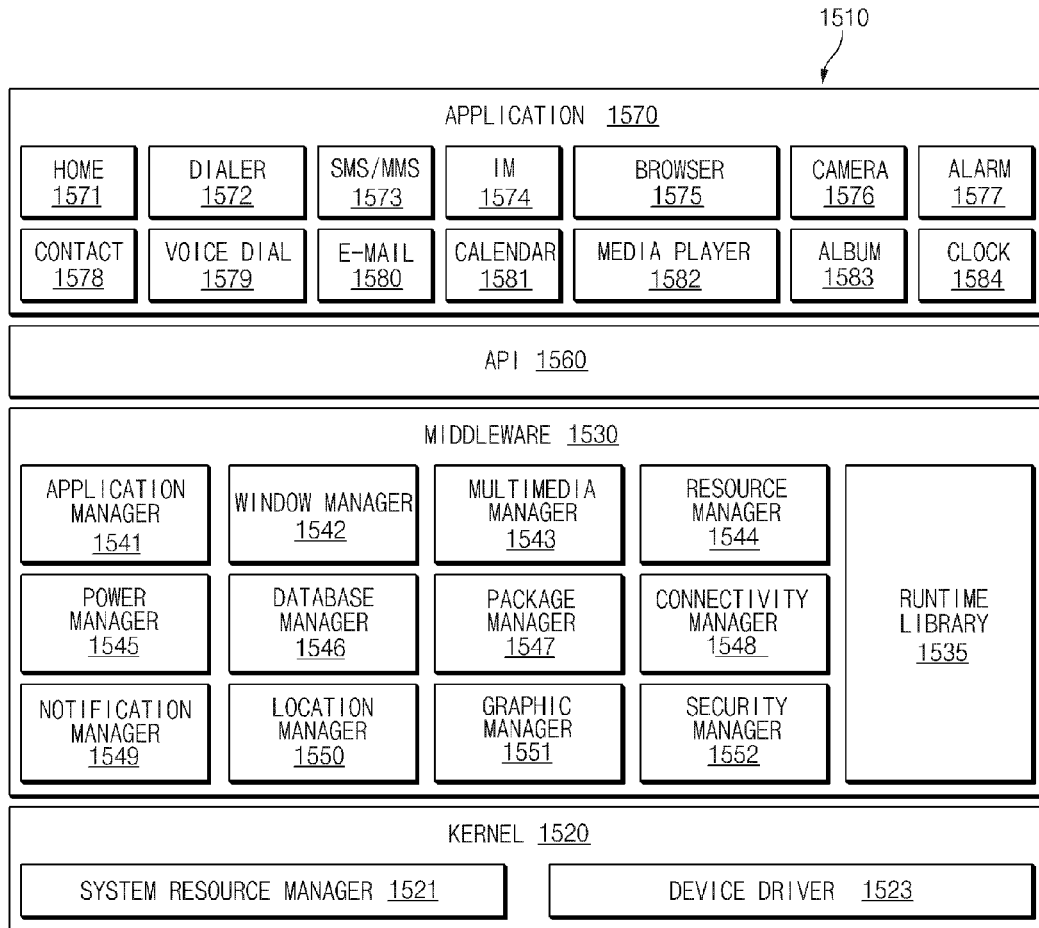 1510
APPLICATION 1570
HOME
1571
DIALER
1572
SMS/MMS
1573
IM
1574
BROWSER
1575
CAMERA
1576
ALARM
1577
CONTACT
1578
VOICE DIAL
1579
E-MAIL
1580
CALENDAR
1581
MEDIA PLAYER
1582
ALBUM
1583
CLOCK
1584
API 1560
MIDDLEWARE 1530
APPLICATION
MANAGER
1541
WINDOW MANAGER
1542
MULTIMEDIA
MANAGER
1543
RESOURCE
MANAGER
1544
POWER
MANAGER
1545
DATABASE
MANAGER
1546
PACKAGE
MANAGER
1547
CONNECTIVITY
MANAGER
1548
NOTIFICATION
MANAGER
1549
LOCATION
MANAGER
1550
GRAPHIC
MANAGER
1551
SECURITY
MANAGER
1552
RUNTIME
LIBRARY
1535
KERNEL 1520
SYSTEM RESOURCE MANAGER 1521
DEVICE DRIVER 1523